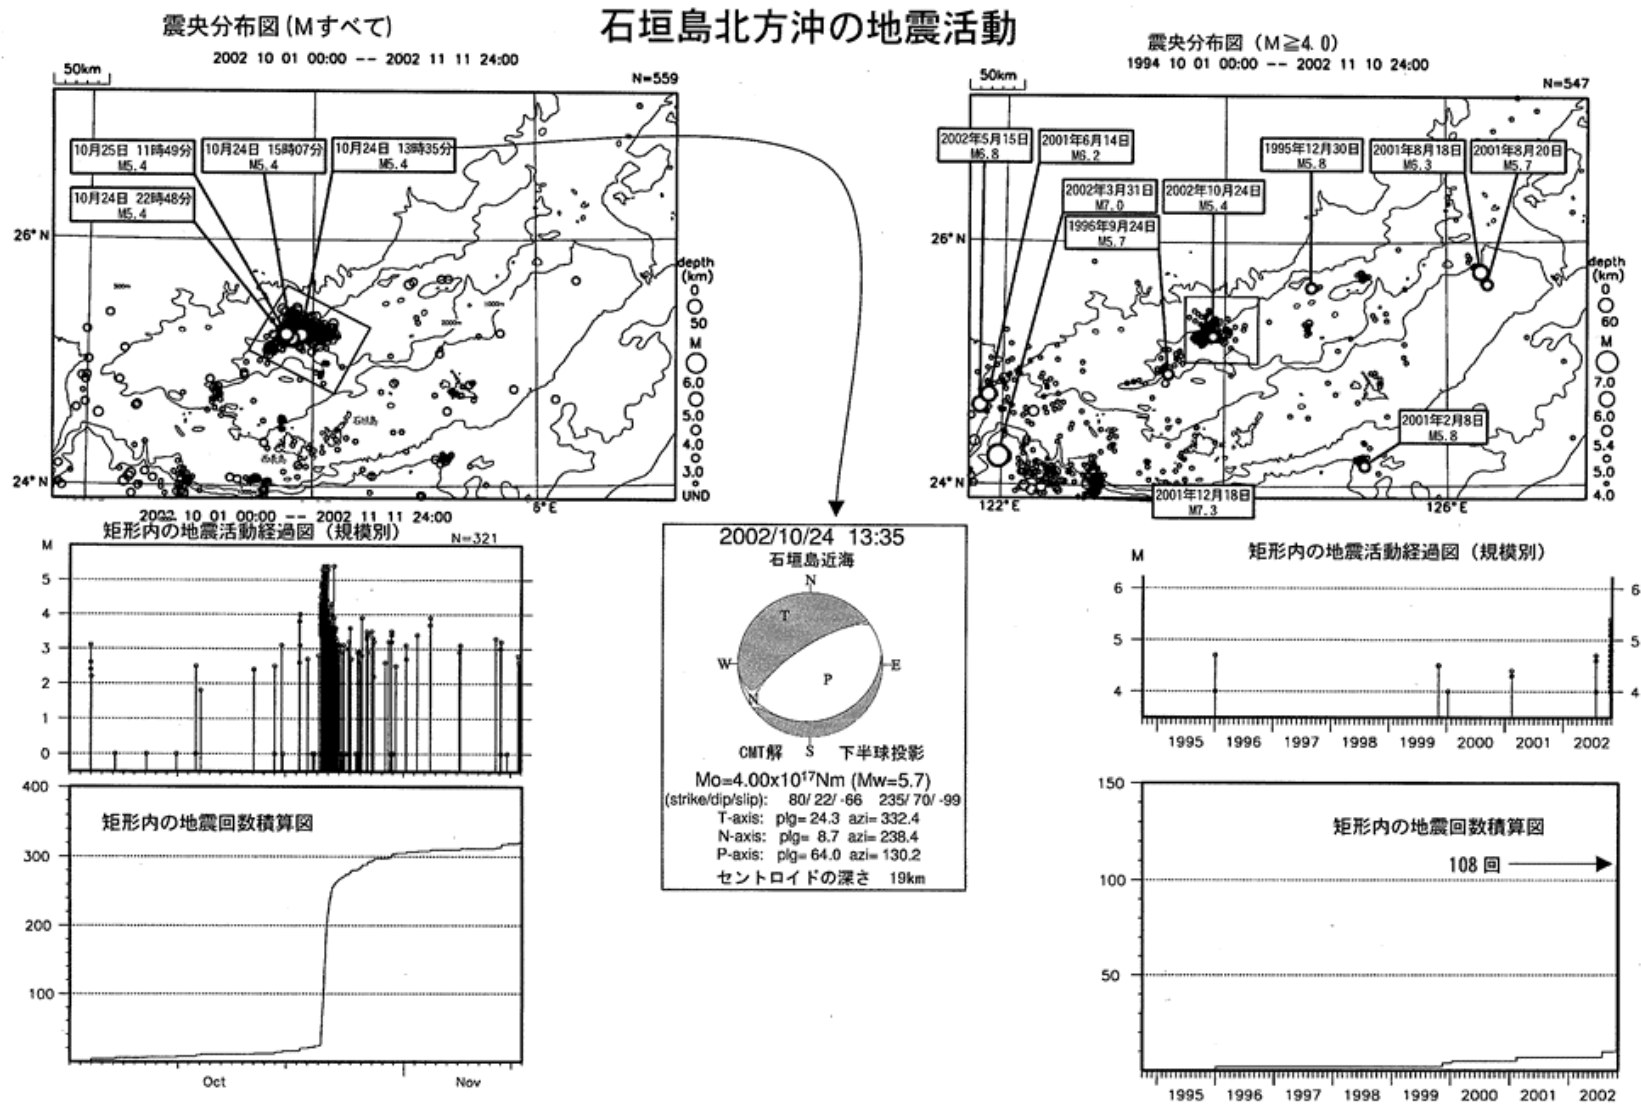 石垣島北方沖の地震活動
震央分布図(Mすべて)
2002 10 01 00:00 -- 2002 11 11 24:00
50km
N=559
10月25日 11時49分
M5.4
10月24日 15時07分
M5.4
10月24日 13時35分
M5.4
10月24日 22時48分
M5.4
26°N
24°N
500m
1000m
2000m
石垣島
5°E
depth
(km)
0
50
M
6.0
5.0
4.0
3.0
UND
震央分布図(M≧4.0)
1994 10 01 00:00 -- 2002 11 10 24:00
50km
N=547
2002年5月15日
M6.8
2001年6月14日
M6.2
1995年12月30日
M5.8
2001年8月18日
M6.3
2001年8月20日
M5.7
2002年3月31日
M7.0
2002年10月24日
M5.4
1996年9月24日
M5.7
26°N
2001年2月8日
M5.8
24°N
2001年12月18日
M7.3
122°E
126°E
depth
(km)
0
60
M
7.0
6.0
5.4
5.0
4.0
2002 10 01 00:00 -- 2002 11 11 24:00
矩形内の地震活動経過図(規模別)
N=321
M
5
4
3
2
1
0
400
矩形内の地震回数積算図
300
200
100
Oct
Nov
2002/10/24 13:35
石垣島近海
N
T
W
E
P
N
CMT解 S 下半球投影
Mo=4.00x10¹⁷Nm (Mw=5.7)
(strike/dip/slip): 80/ 22/ -66 235/ 70/ -99
T-axis: plg= 24.3 azi= 332.4
N-axis: plg= 8.7 azi= 238.4
P-axis: plg= 64.0 azi= 130.2
セントロイドの深さ 19km
矩形内の地震活動経過図(規模別)
M
6 6
5 5
4 4
1995 1996 1997 1998 1999 2000 2001 2002
150
矩形内の地震回数積算図
108 回
100
50
1995 1996 1997 1998 1999 2000 2001 2002